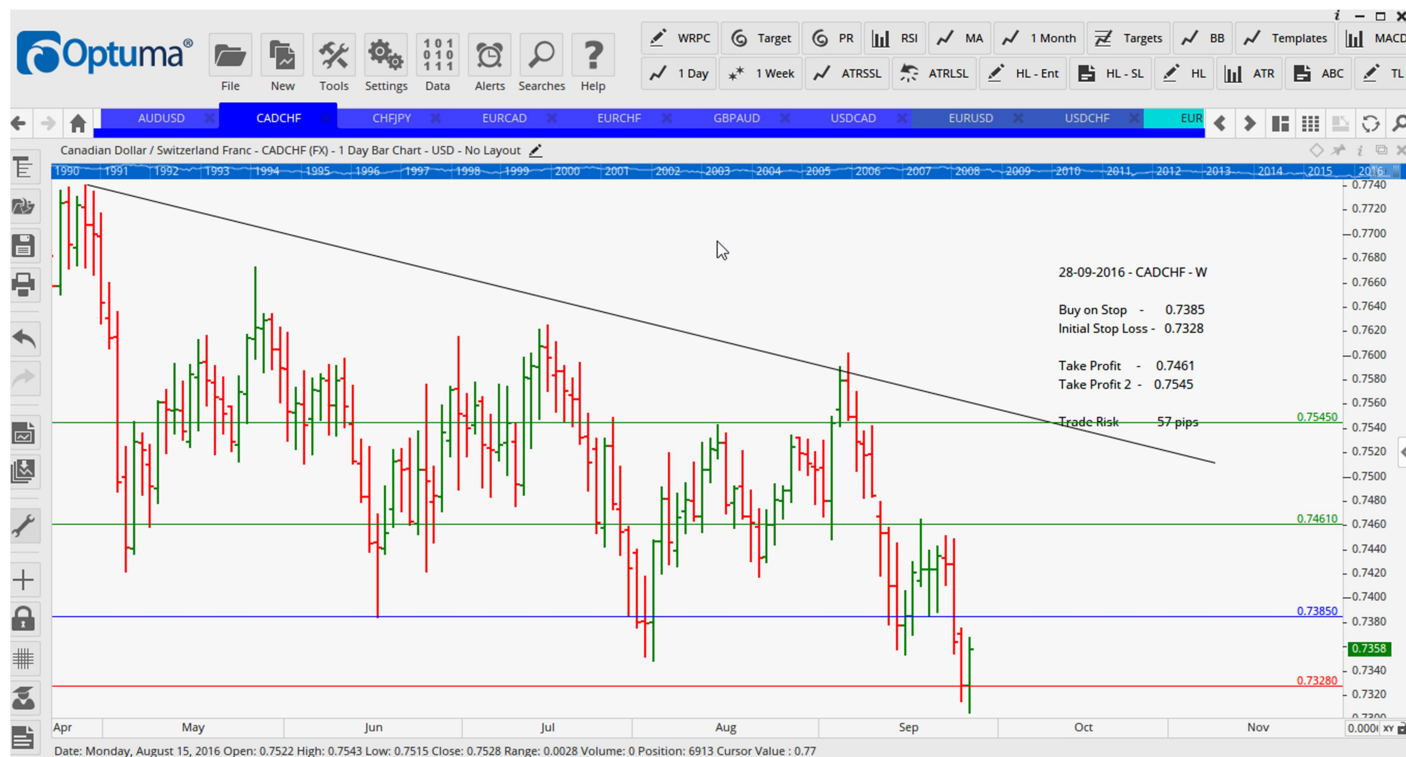 Optuma®
File
New
Tools
Settings
101
010
111
Data
Alerts
Searches
?
Help
WRPC
Target
PR
RSI
MA
1 Month
Targets
BB
Templates
MACD
1 Day
1 Week
ATRSSL
ATRLSL
HL - Ent
HL - SL
HL
ATR
ABC
TL
AUDUSD
CADCHF
CHFJPY
EURCAD
EURCHF
GBPAUD
USDCAD
EURUSD
USDCHF
EUR
Canadian Dollar / Switzerland Franc - CADCHF (FX) - 1 Day Bar Chart - USD - No Layout
1990 1991 1992 1993 1994 1995 1996 1997 1998 1999 2000 2001 2002 2003 2004 2005 2006 2007 2008 2009 2010 2011 2012 2013 2014 2015 2016
0.7740
0.7720
0.7700
0.7680
28-09-2016 - CADCHF - W
0.7660
Buy on Stop - 0.7385
0.7640
Initial Stop Loss - 0.7328
0.7620
0.7600
Take Profit - 0.7461
0.7580
Take Profit 2 - 0.7545
0.7560
Trade Risk 57 pips
0.75450
0.7540
0.7520
0.7500
0.7480
0.74610
0.7460
0.7440
0.7420
0.7400
0.73850
0.7380
0.7358
0.7340
0.73280
0.7320
0.7300
Apr May Jun Jul Aug Sep Oct Nov
XY
Date: Monday, August 15, 2016 Open: 0.7522 High: 0.7543 Low: 0.7515 Close: 0.7528 Range: 0.0028 Volume: 0 Position: 6913 Cursor Value : 0.77